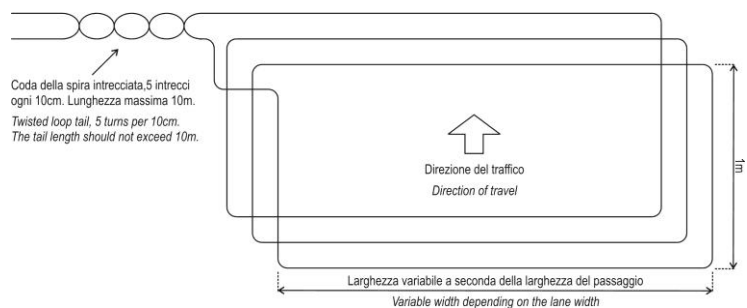 Coda della spira intrecciata,5 intrecci
ogni 10cm. Lunghezza massima 10m.
Twisted loop tail, 5 turns per 10cm.
The tail length should not exceed 10m.
Direzione del traffico
Direction of travel
1m
Larghezza variabile a seconda della larghezza del passaggio
Variable width depending on the lane width